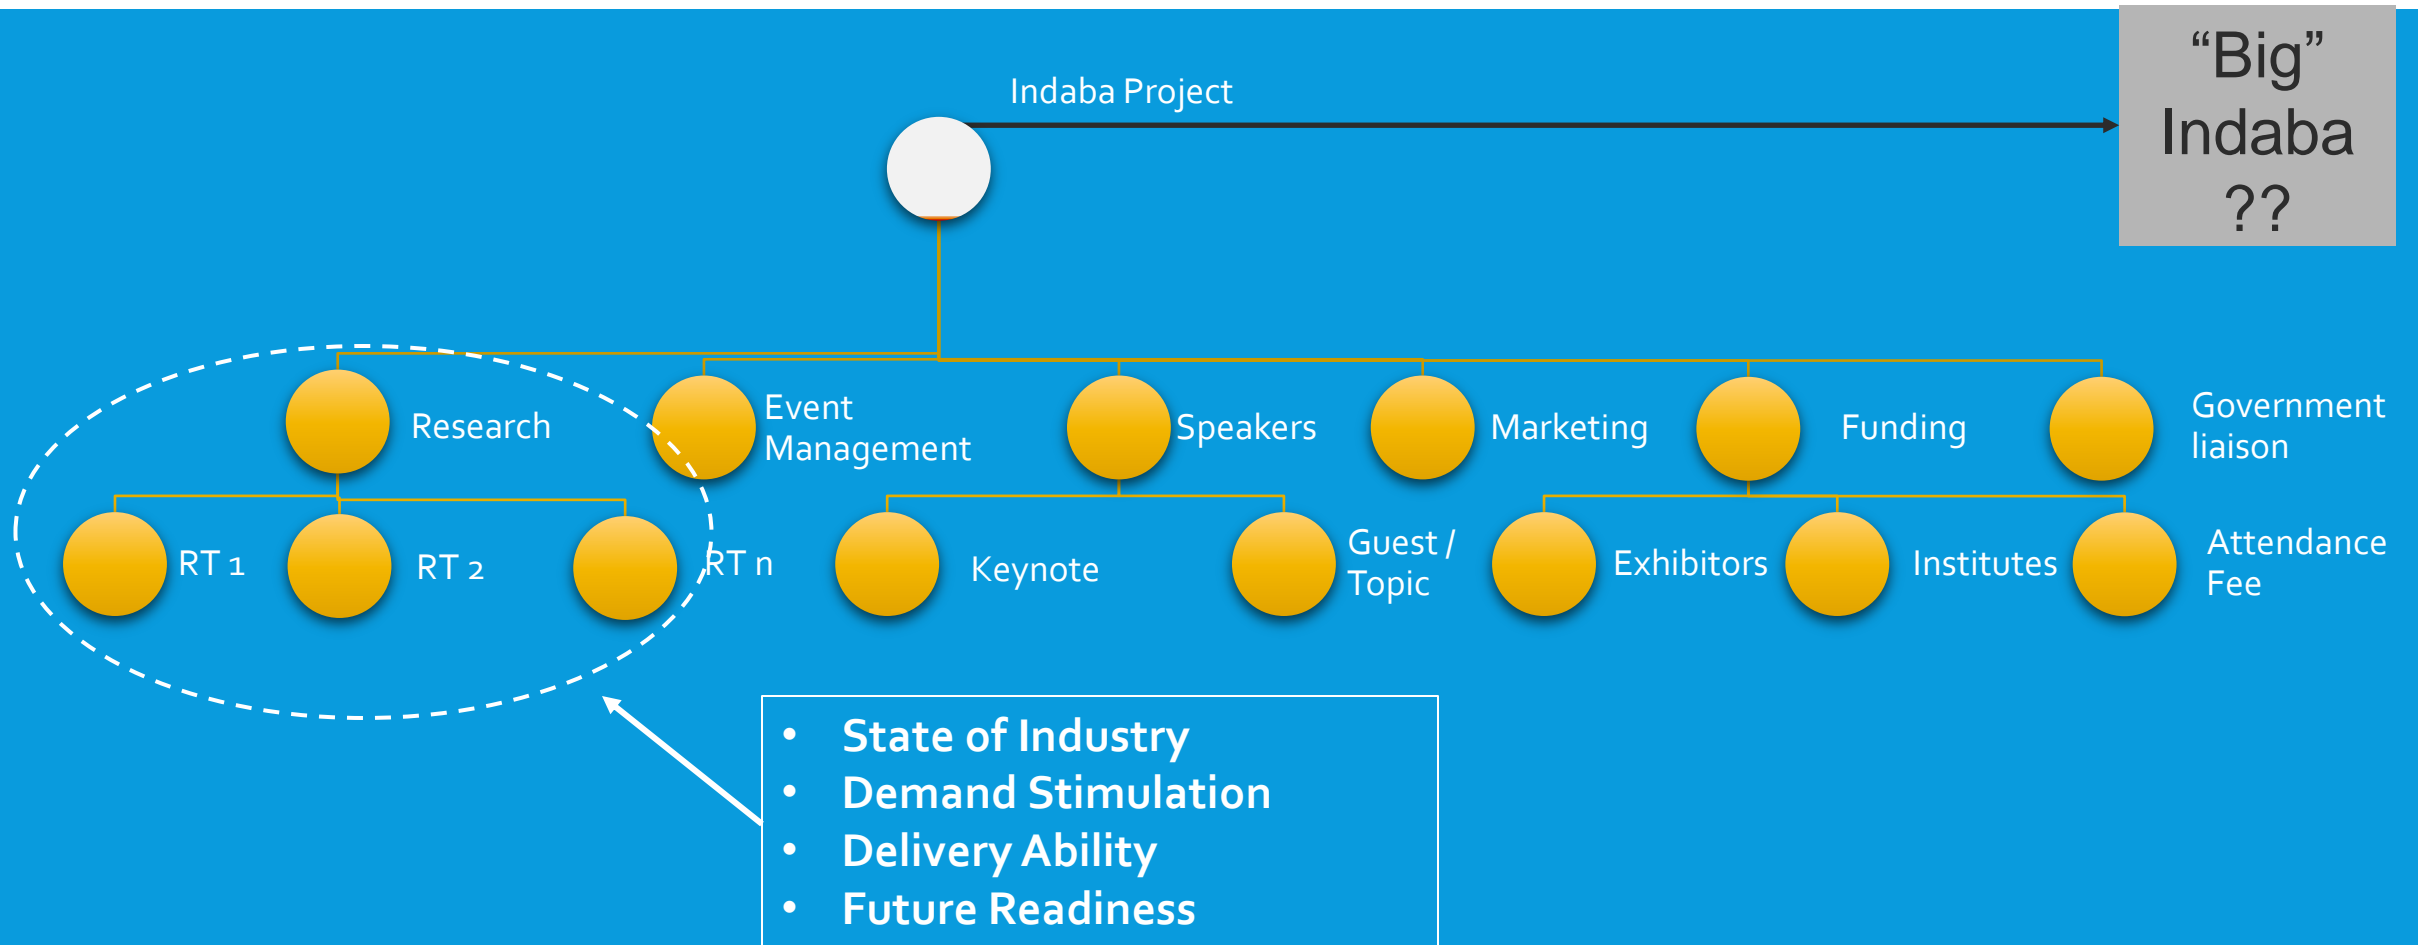 “Big”
Indaba
??
Indaba Project
Research
Event
Management
Speakers
Marketing
Funding
Government
liaison
RT 1
RT 2
RT n
Keynote
Guest /
Topic
Exhibitors
Institutes
Attendance
Fee
• State of Industry
• Demand Stimulation
• Delivery Ability
• Future Readiness